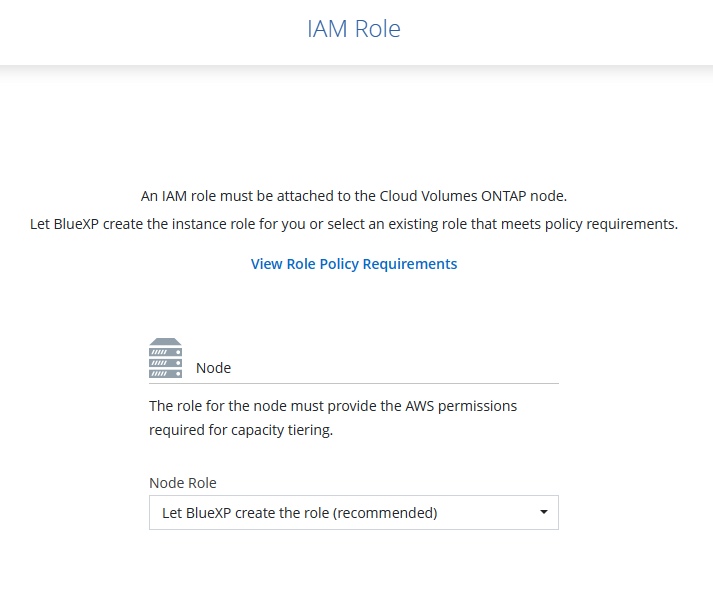 IAM Role
An IAM role must be attached to the Cloud Volumes ONTAP node.
Let BlueXP create the instance role for you or select an existing role that meets policy requirements.
View Role Policy Requirements
Node
The role for the node must provide the AWS permissions
required for capacity tiering.
Node Role
Let BlueXP create the role (recommended)